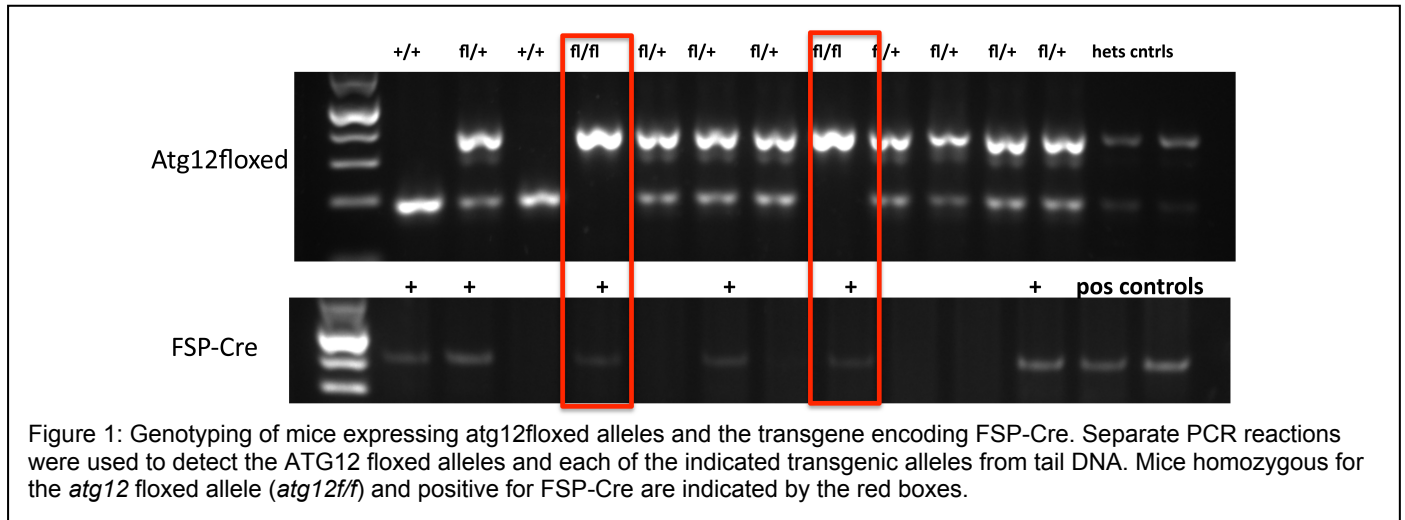 +/+ fl/+ +/+ fl/fl fl/+ fl/+ fl/+ fl/fl fl/+ fl/+ fl/+ fl/+ hets cntrls
Atg12floxed
+ + + + + + pos controls
FSP-Cre
Figure 1: Genotyping of mice expressing atg12floxed alleles and the transgene encoding FSP-Cre. Separate PCR reactions
were used to detect the ATG12 floxed alleles and each of the indicated transgenic alleles from tail DNA. Mice homozygous for
the atg12 floxed allele (atg12f/f) and positive for FSP-Cre are indicated by the red boxes.